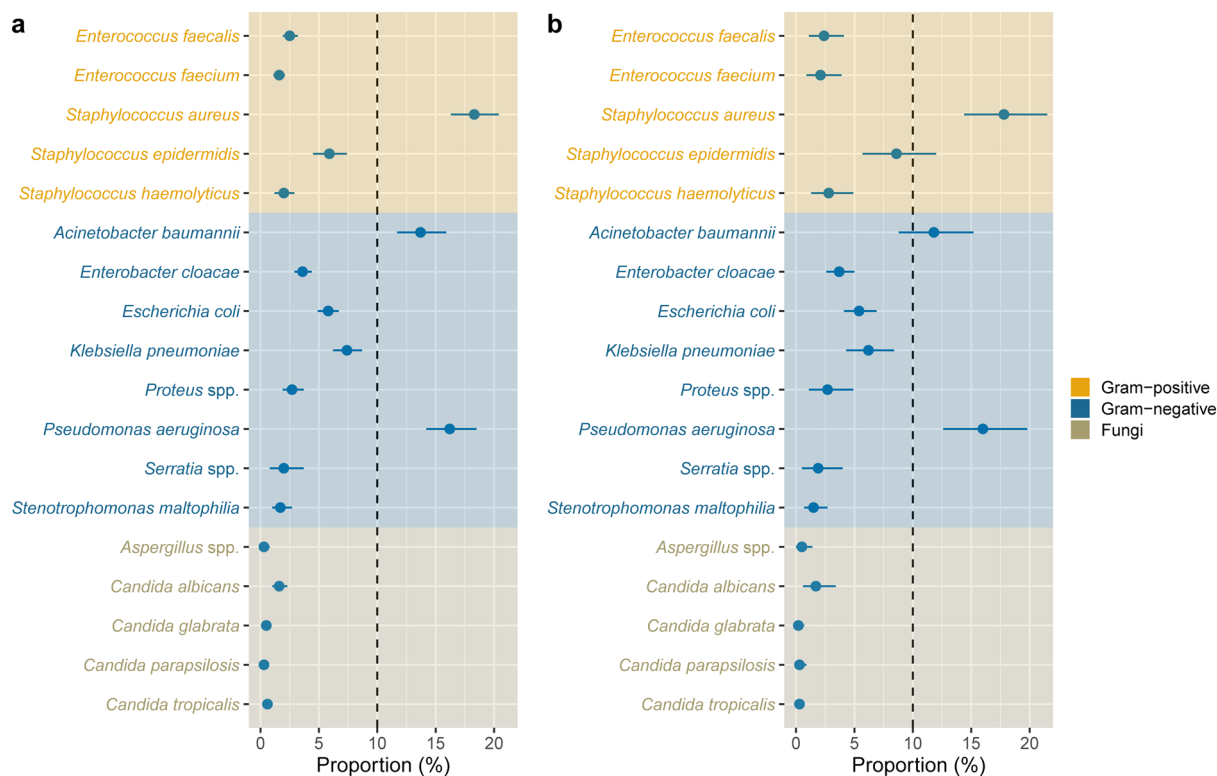 a
Enterococcus faecalis
Enterococcus faecium
Staphylococcus aureus
Staphylococcus epidermidis
Staphylococcus haemolyticus
Acinetobacter baumannii
Enterobacter cloacae
Escherichia coli
Klebsiella pneumoniae
Proteus spp.
Pseudomonas aeruginosa
Serratia spp.
Stenotrophomonas maltophilia
Aspergillus spp.
Candida albicans
Candida glabrata
Candida parapsilosis
Candida tropicalis
0 5 10 15 20
Proportion (%)
b
Enterococcus faecalis
Enterococcus faecium
Staphylococcus aureus
Staphylococcus epidermidis
Staphylococcus haemolyticus
Acinetobacter baumannii
Enterobacter cloacae
Escherichia coli
Klebsiella pneumoniae
Proteus spp.
Pseudomonas aeruginosa
Serratia spp.
Stenotrophomonas maltophilia
Aspergillus spp.
Candida albicans
Candida glabrata
Candida parapsilosis
Candida tropicalis
0 5 10 15 20
Proportion (%)
Gram−positive
Gram−negative
Fungi